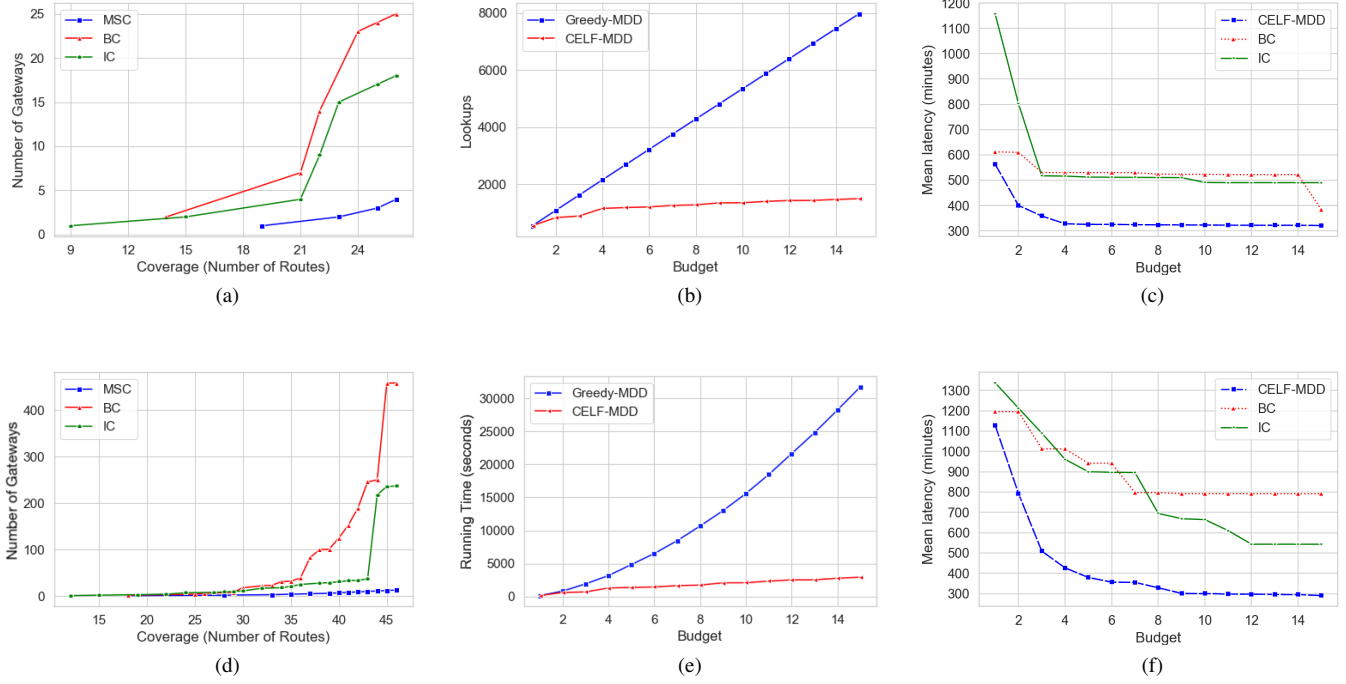 MSC
BC
IC
25
20
15
10
5
0
Number of Gateways
9 12 15 18 21 24
Coverage (Number of Routes)
(a)
Greedy-MDD
CELF-MDD
8000
6000
4000
2000
Lookups
2 4 6 8 10 12 14
Budget
(b)
CELF-MDD
BC
IC
1200
1100
1000
900
800
700
600
500
400
300
Mean latency (minutes)
2 4 6 8 10 12 14
Budget
(c)
MSC
BC
IC
400
300
200
100
0
Number of Gateways
15 20 25 30 35 40 45
Coverage (Number of Routes)
(d)
Greedy-MDD
CELF-MDD
30000
25000
20000
15000
10000
5000
0
Running Time (seconds)
2 4 6 8 10 12 14
Budget
(e)
CELF-MDD
BC
IC
1300
1200
1100
1000
900
800
700
600
500
400
300
Mean latency (minutes)
2 4 6 8 10 12 14
Budget
(f)